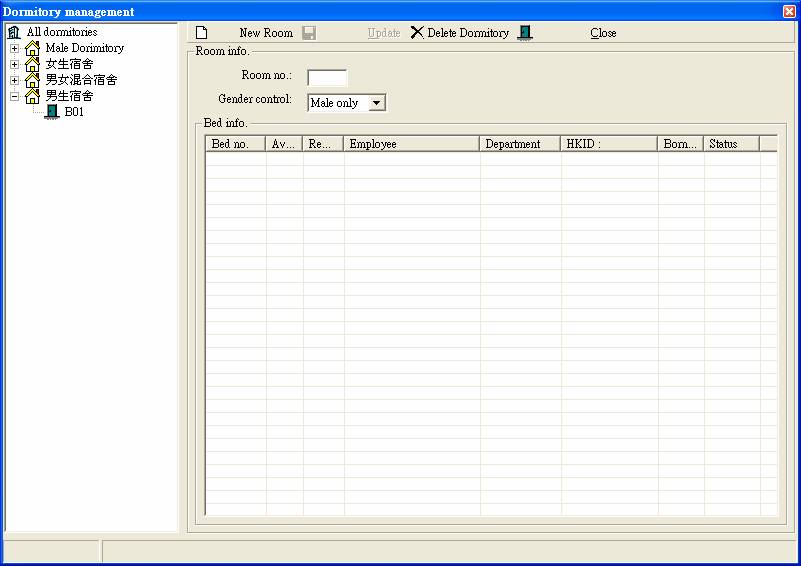 Dormitory management
All dormitories
Male Dorimitory
女生宿舍
男女混合宿舍
男生宿舍
B01
New Room Update Delete Dormitory Close
Room info.
Room no.:
Gender control: Male only
Bed info.
Bed no. Av... Re... Employee Department HKID : Born... Status